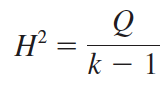 H² = Q / k − 1